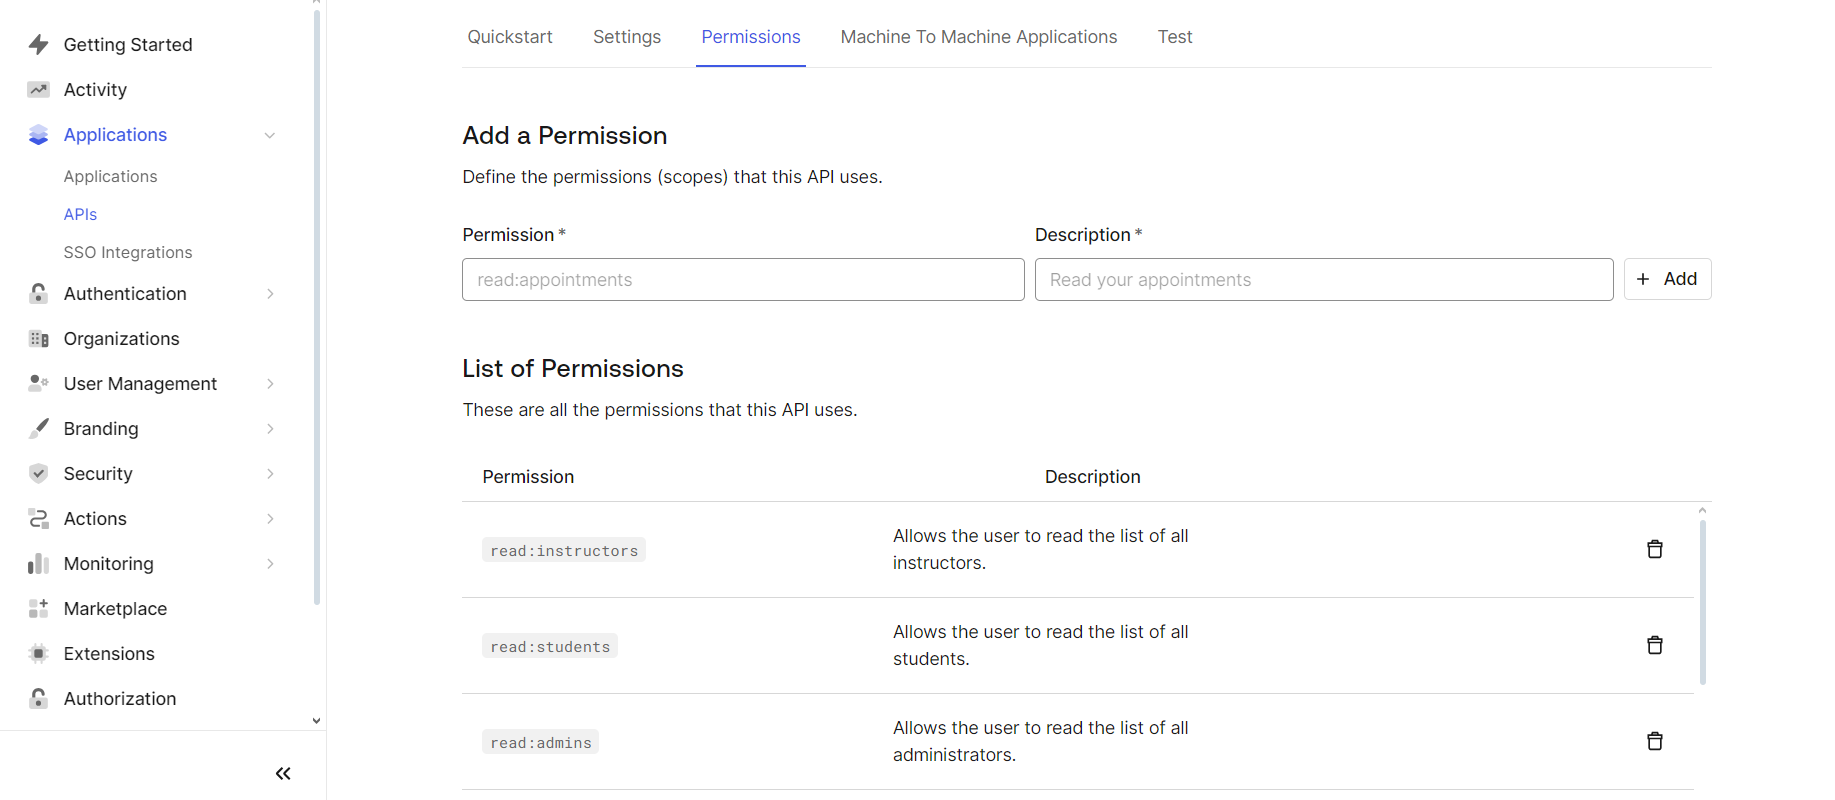 Getting Started
Activity
Applications
Applications
APIs
SSO Integrations
Authentication
Organizations
User Management
Branding
Security
Actions
Monitoring
Marketplace
Extensions
Authorization
Quickstart Settings Permissions Machine To Machine Applications Test
Add a Permission
Define the permissions (scopes) that this API uses.
Permission * Description *
read:appointments Read your appointments + Add
List of Permissions
These are all the permissions that this API uses.
Permission Description
read:instructors Allows the user to read the list of all
instructors.
read:students Allows the user to read the list of all
students.
read:admins Allows the user to read the list of all
administrators.